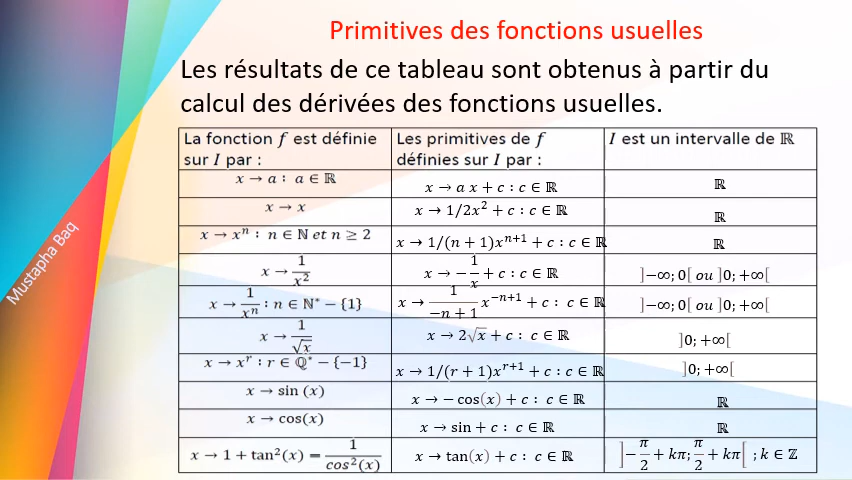 Primitives des fonctions usuelles
Les résultats de ce tableau sont obtenus à partir du
calcul des dérivées des fonctions usuelles.
La fonction f est définie sur I par : | Les primitives de f définies sur I par : | I est un intervalle de ℝ
x → a : a ∈ ℝ | x → a x + c : c ∈ ℝ | ℝ
x → x | x → 1/2x² + c : c ∈ ℝ | ℝ
x → xⁿ : n ∈ ℕ et n ≥ 2 | x → 1/(n + 1)xⁿ⁺¹ + c : c ∈ ℝ | ℝ
x → 1/x² | x → −1/x + c : c ∈ ℝ | ]−∞; 0[ ou ]0; +∞[
x → 1/xⁿ : n ∈ ℕ* − {1} | x → 1/(−n + 1) x⁻ⁿ⁺¹ + c : c ∈ ℝ | ]−∞; 0[ ou ]0; +∞[
x → 1/√x | x → 2√x + c : c ∈ ℝ | ]0; +∞[
x → xʳ : r ∈ ℚ* − {−1} | x → 1/(r + 1)xʳ⁺¹ + c : c ∈ ℝ | ]0; +∞[
x → sin (x) | x → − cos(x) + c : c ∈ ℝ | ℝ
x → cos(x) | x → sin + c : c ∈ ℝ | ℝ
x → 1 + tan²(x) = 1/cos²(x) | x → tan(x) + c : c ∈ ℝ | ]−π/2 + kπ; π/2 + kπ[ ; k ∈ ℤ
Mustapha Baq